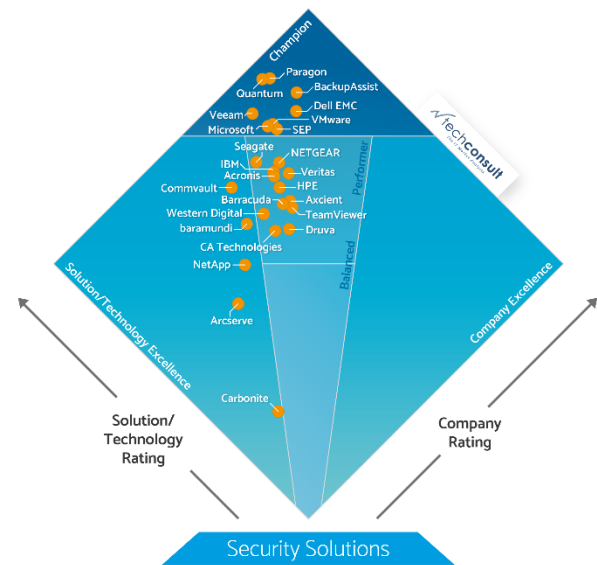 Champion
Paragon
Quantum
BackupAssist
Dell EMC
Veeam
VMware
Microsoft
SEP
techconsult
Seagate
NETGEAR
IBM
Acronis
Veritas
Commvault
HPE
Performer
Barracuda
Axcient
Western Digital
TeamViewer
baramundi
Druva
CA Technologies
Balanced
NetApp
Solution/Technology Excellence
Company Excellence
Arcserve
Carbonite
Solution/
Technology
Rating
Company
Rating
Security Solutions